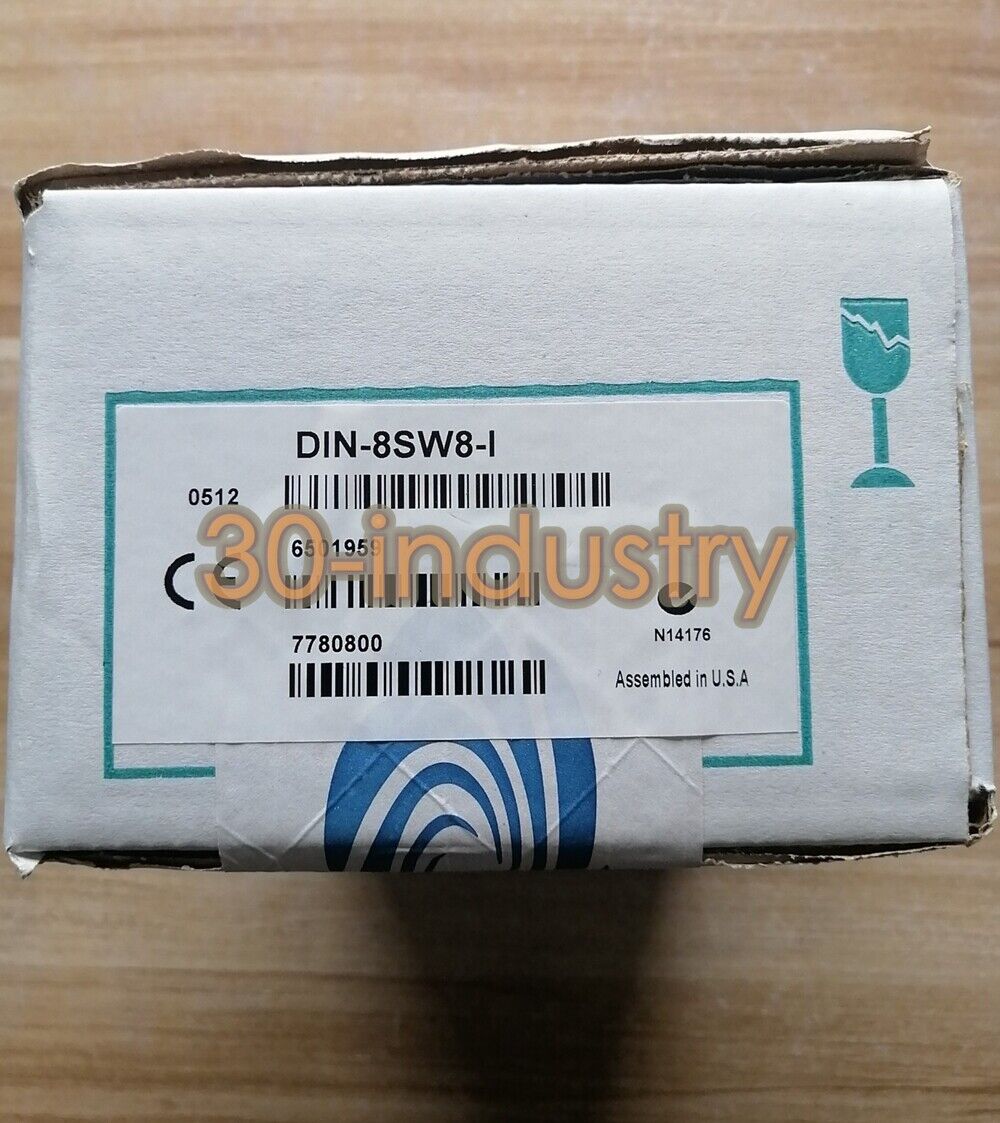 DIN-8SW8-I
0512
6501959
30-industry
7780800
N14176
Assembled in U.S.A